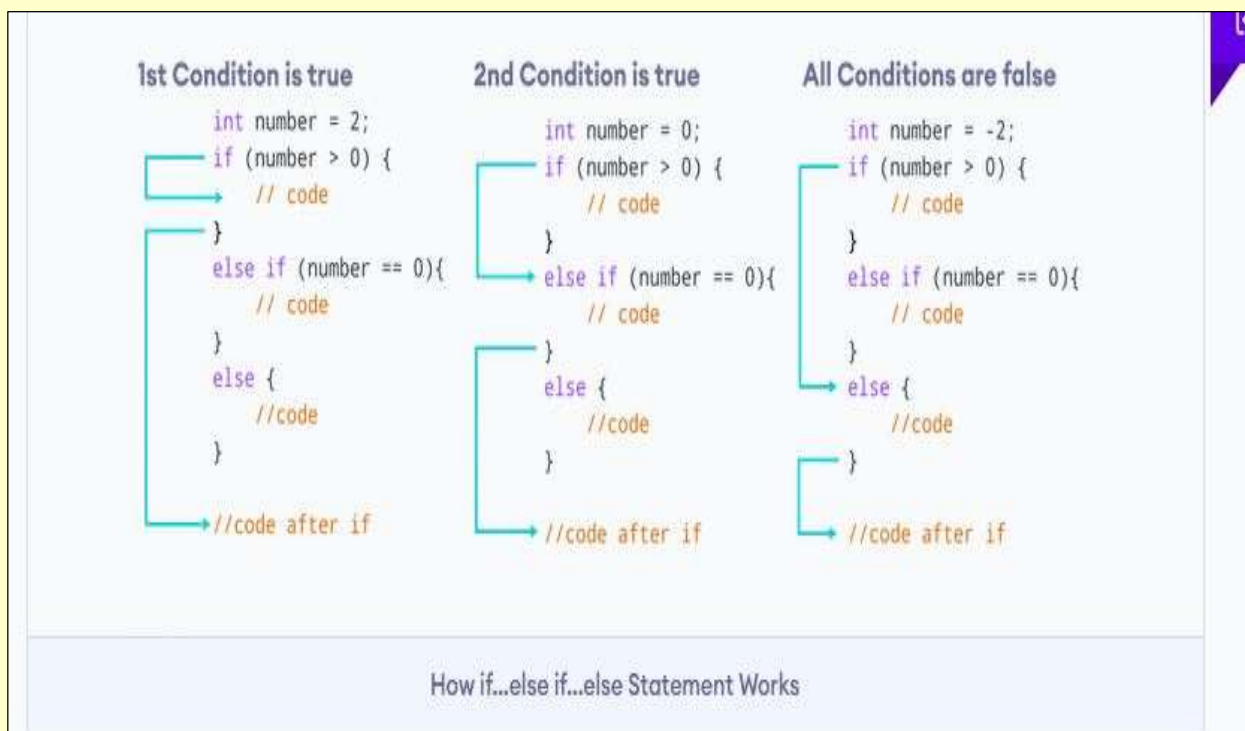 1st Condition is true
int number = 2;
if (number > 0) {
// code
}
else if (number == 0){
// code
}
else {
//code
}
//code after if
2nd Condition is true
int number = 0;
if (number > 0) {
// code
}
else if (number == 0){
// code
}
else {
//code
}
//code after if
All Conditions are false
int number = -2;
if (number > 0) {
// code
}
else if (number == 0){
// code
}
else {
//code
}
//code after if
How if...else if...else Statement Works